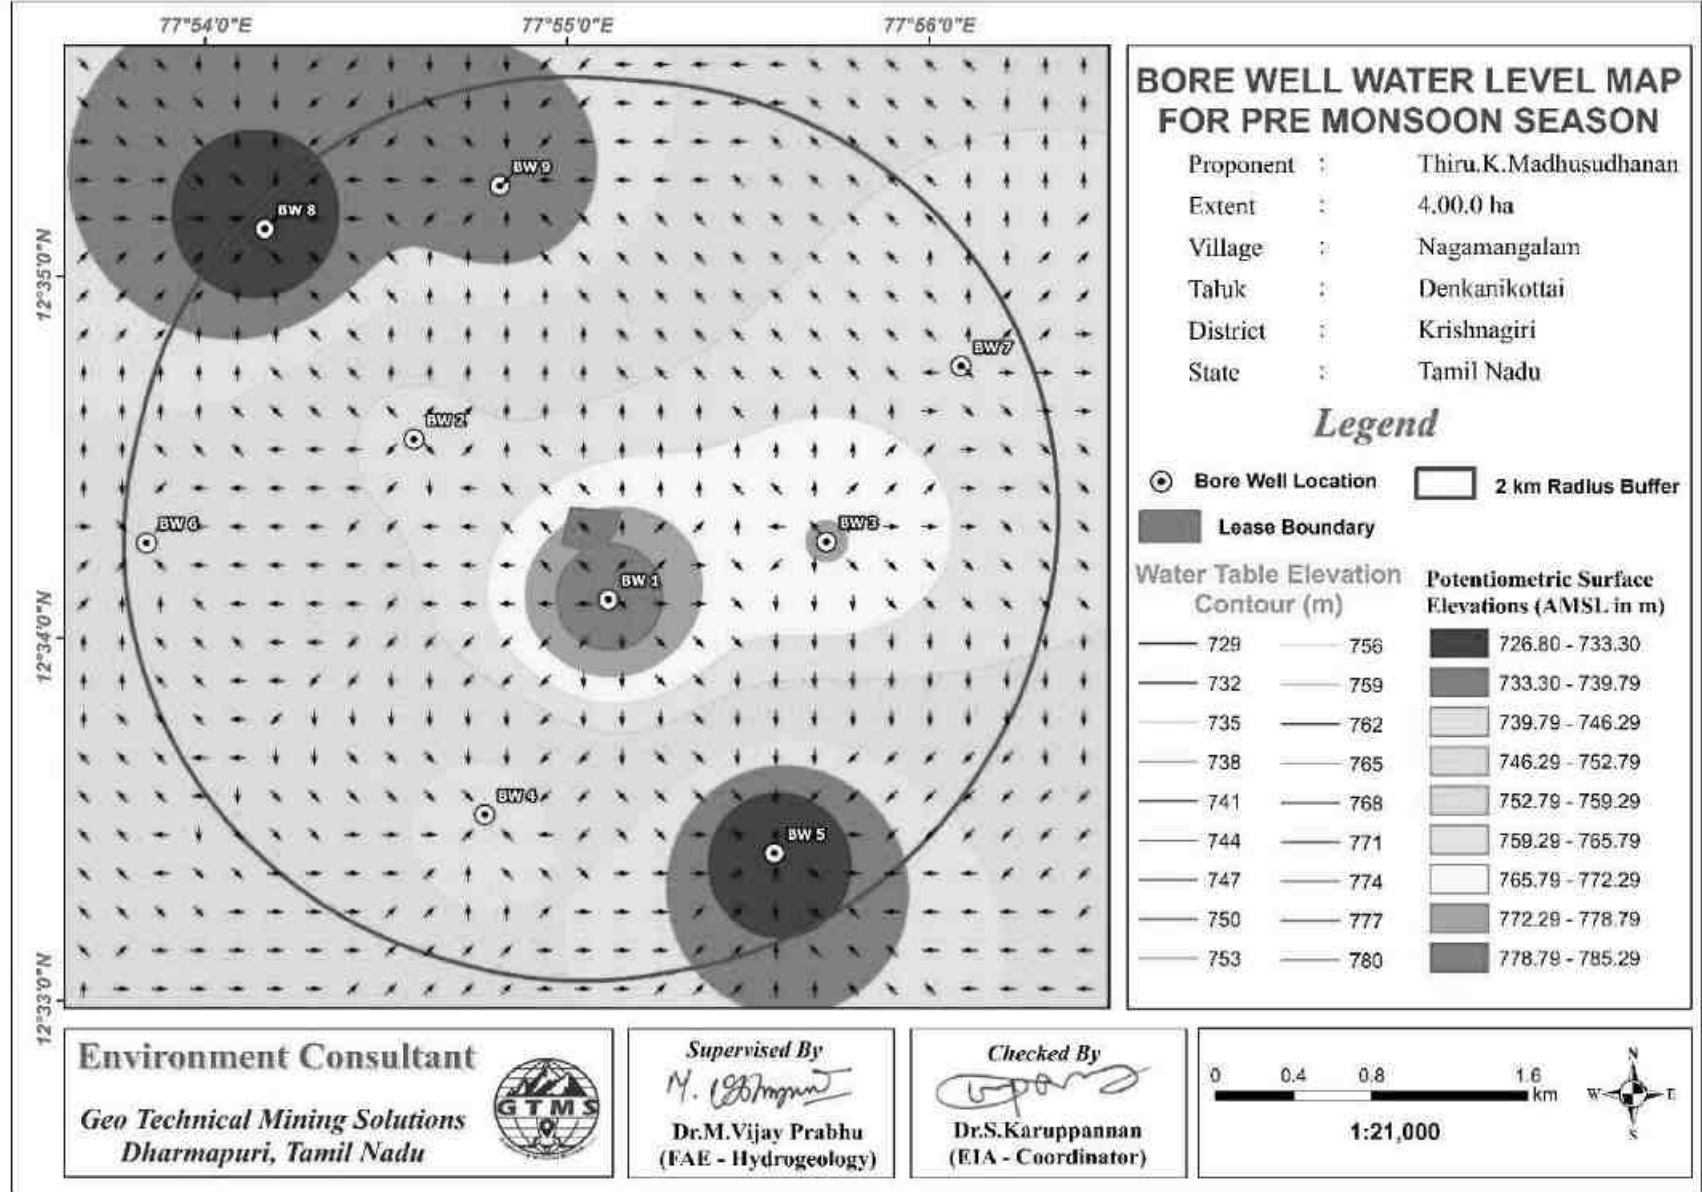 77°54'0"E 77°55'0"E 77°56'0"E
12°35'0"N
12°34'0"N
12°33'0"N
BW 9
BW 8
BW 7
BW 2
BW 6
BW 3
BW 1
BW 4
BW 5
BORE WELL WATER LEVEL MAP
FOR PRE MONSOON SEASON
Proponent : Thiru.K.Madhusudhanan
Extent : 4.00.0 ha
Village : Nagamangalam
Taluk : Denkanikottai
District : Krishnagiri
State : Tamil Nadu
Legend
Bore Well Location
2 km Radius Buffer
Lease Boundary
Water Table Elevation
Contour (m)
729 756
732 759
735 762
738 765
741 768
744 771
747 774
750 777
753 780
Potentiometric Surface
Elevations (AMSL in m)
726.80 - 733.30
733.30 - 739.79
739.79 - 746.29
746.29 - 752.79
752.79 - 759.29
759.29 - 765.79
765.79 - 772.29
772.29 - 778.79
778.79 - 785.29
Environment Consultant
Geo Technical Mining Solutions
Dharmapuri, Tamil Nadu
GTMS
Supervised By
Dr.M.Vijay Prabhu
(FAE - Hydrogeology)
Checked By
Dr.S.Karuppannan
(EIA - Coordinator)
0 0.4 0.8 1.6
km
1:21,000
N
W E
S